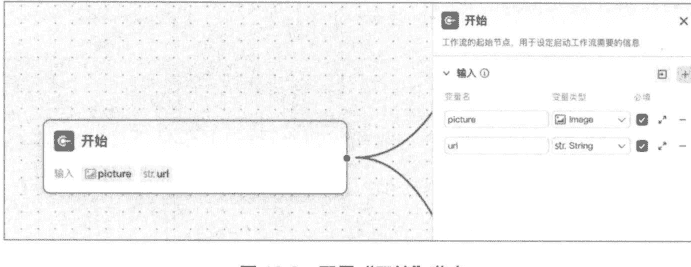 开始
输入 picture str. url
开始
工作流的起始节点，用于设定启动工作流需要的信息
输入
变量名 变量类型 必填
picture Image
url str. String